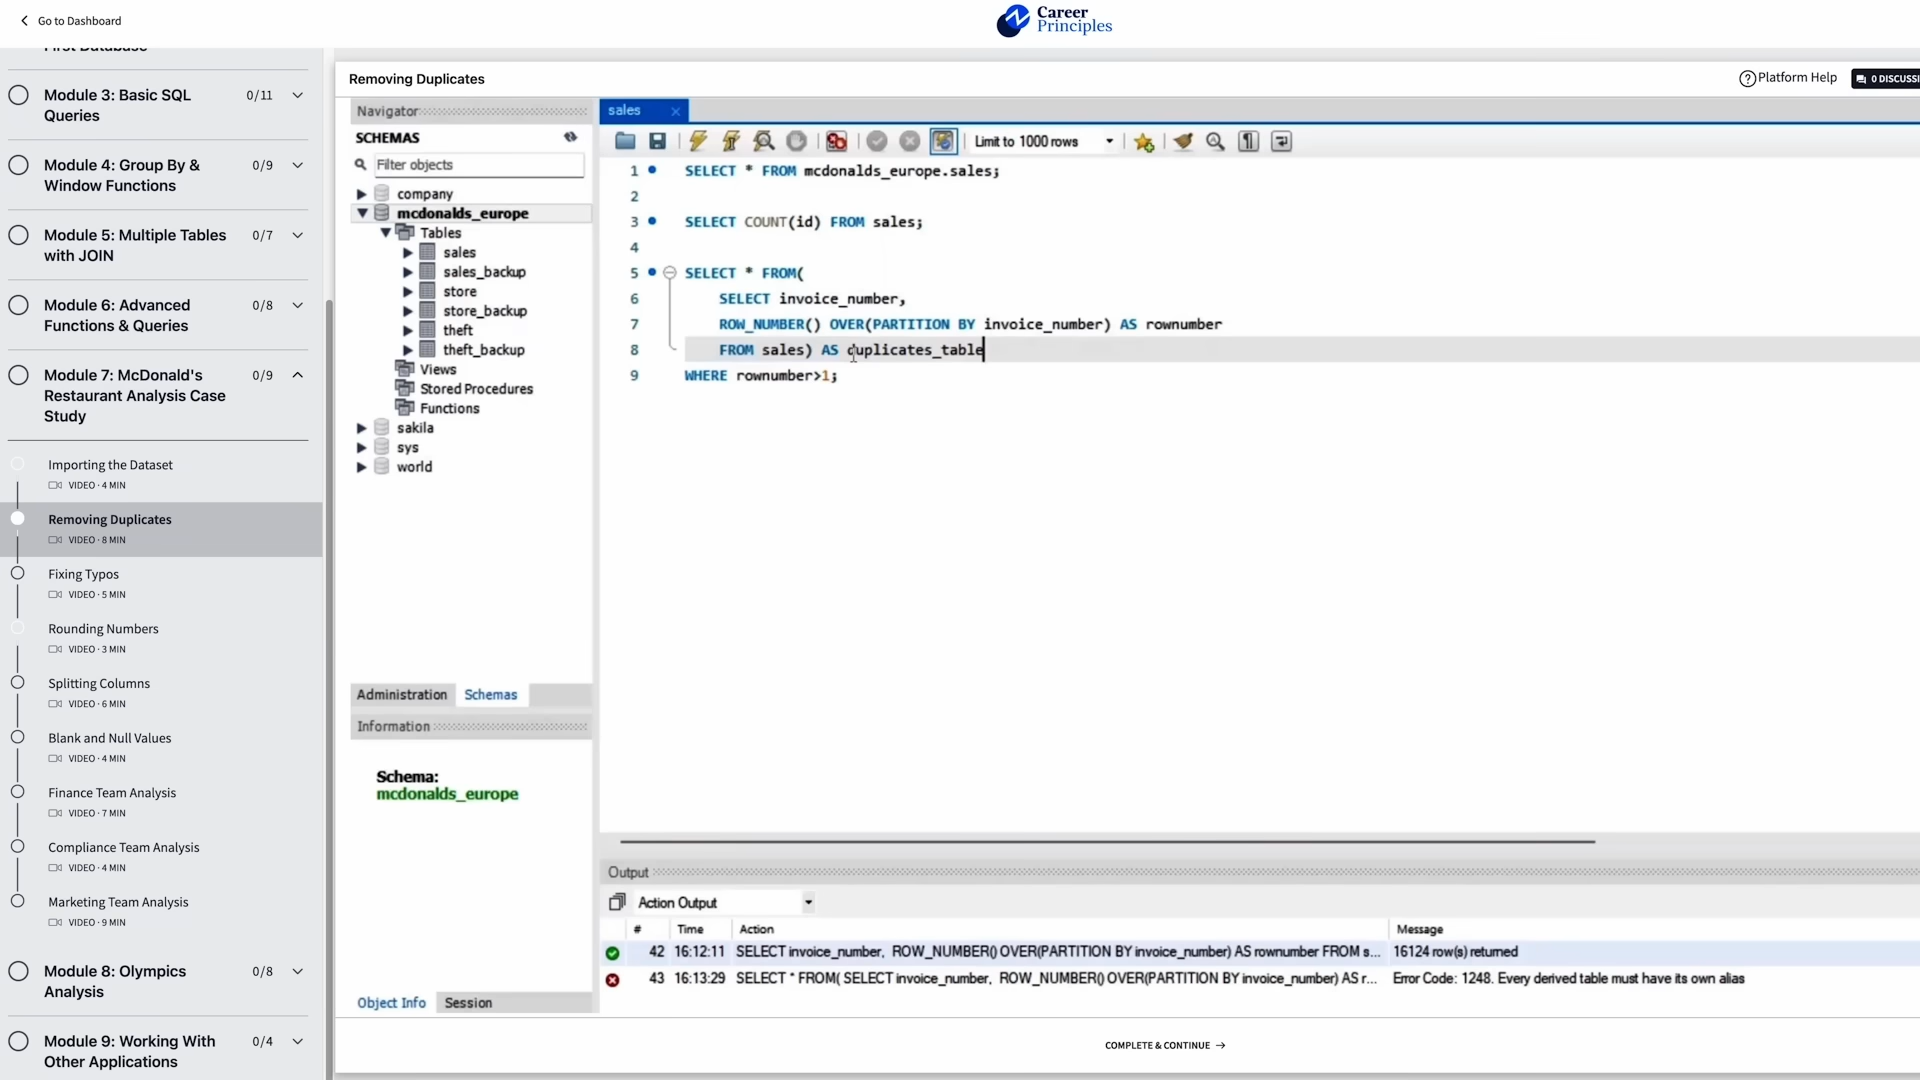 Go to Dashboard
Career
Principles
First Database
Module 3: Basic SQL
Queries
0/11
Module 4: Group By &
Window Functions
0/9
Module 5: Multiple Tables
with JOIN
0/7
Module 6: Advanced
Functions & Queries
0/8
Module 7: McDonald's
Restaurant Analysis Case
Study
0/9
Importing the Dataset
VIDEO · 4 MIN
Removing Duplicates
VIDEO · 8 MIN
Fixing Typos
VIDEO · 5 MIN
Rounding Numbers
VIDEO · 3 MIN
Splitting Columns
VIDEO · 6 MIN
Blank and Null Values
VIDEO · 4 MIN
Finance Team Analysis
VIDEO · 7 MIN
Compliance Team Analysis
VIDEO · 4 MIN
Marketing Team Analysis
VIDEO · 9 MIN
Module 8: Olympics
Analysis
0/8
Module 9: Working With
Other Applications
0/4
Removing Duplicates
Platform Help
0 DISCUSSI
Navigator
SCHEMAS
Filter objects
company
mcdonalds_europe
Tables
sales
sales_backup
store
store_backup
theft
theft_backup
Views
Stored Procedures
Functions
sakila
sys
world
Administration Schemas
Information
Schema:
mcdonalds_europe
Object Info Session
sales
Limit to 1000 rows
1 SELECT * FROM mcdonalds_europe.sales;
2
3 SELECT COUNT(id) FROM sales;
4
5 SELECT * FROM(
6 SELECT invoice_number,
7 ROW_NUMBER() OVER(PARTITION BY invoice_number) AS rownumber
8 FROM sales) AS duplicates_table
9 WHERE rownumber>1;
Output
Action Output
# Time Action Message
42 16:12:11 SELECT invoice_number, ROW_NUMBER() OVER(PARTITION BY invoice_number) AS rownumber FROM s... 16124 row(s) returned
43 16:13:29 SELECT * FROM( SELECT invoice_number, ROW_NUMBER() OVER(PARTITION BY invoice_number) AS r... Error Code: 1248. Every derived table must have its own alias
COMPLETE & CONTINUE →